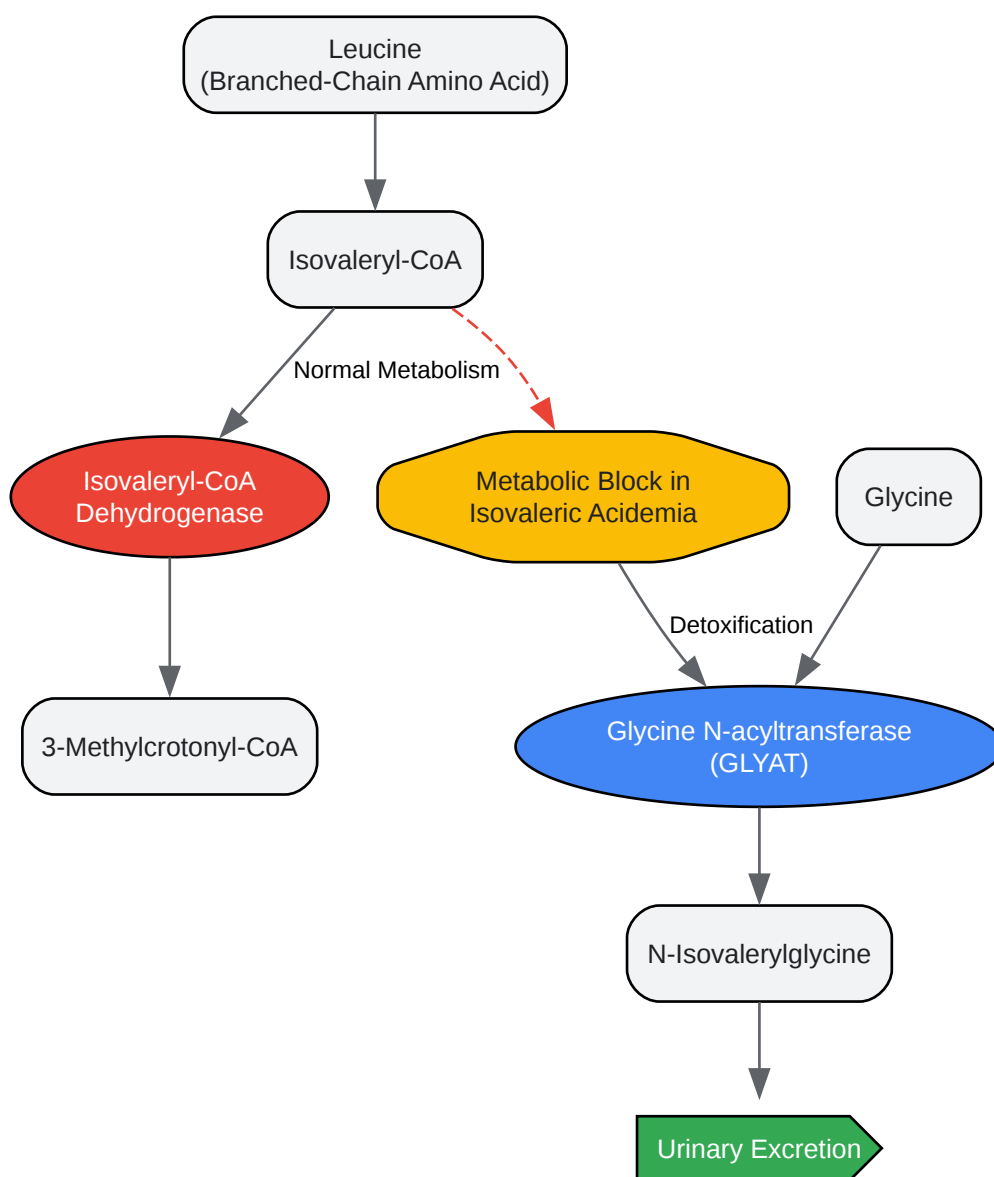 Leucine
(Branched-Chain Amino Acid)
Isovaleryl-CoA
Normal Metabolism
Isovaleryl-CoA
Dehydrogenase
Metabolic Block in
Isovaleric Acidemia
Glycine
Detoxification
3-Methylcrotonyl-CoA
Glycine N-acyltransferase
(GLYAT)
N-Isovalerylglycine
Urinary Excretion